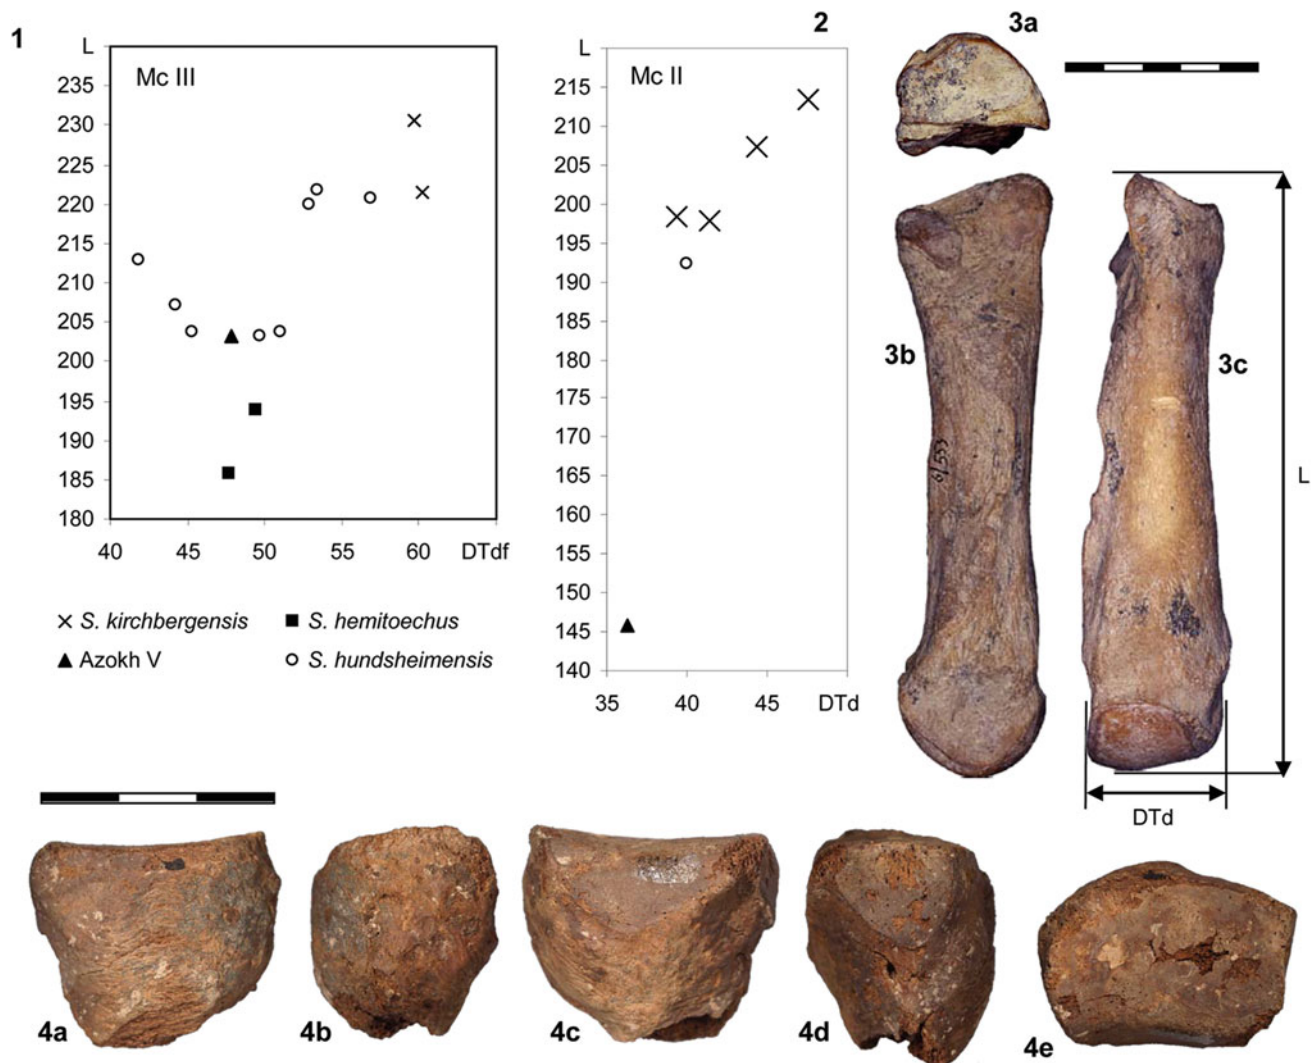 1
L
Mc III
235
230
225
220
215
210
205
200
195
190
185
180
40 45 50 55 60 DTdf
× S. kirchbergensis ■ S. hemitoechus
▲ Azokh V ○ S. hundsheimensis
2
L
Mc II
215
210
205
200
195
190
185
180
175
170
165
160
155
150
145
140
35 40 45 DTd
3a
3b
3c
L
DTd
4a
4b
4c
4d
4e